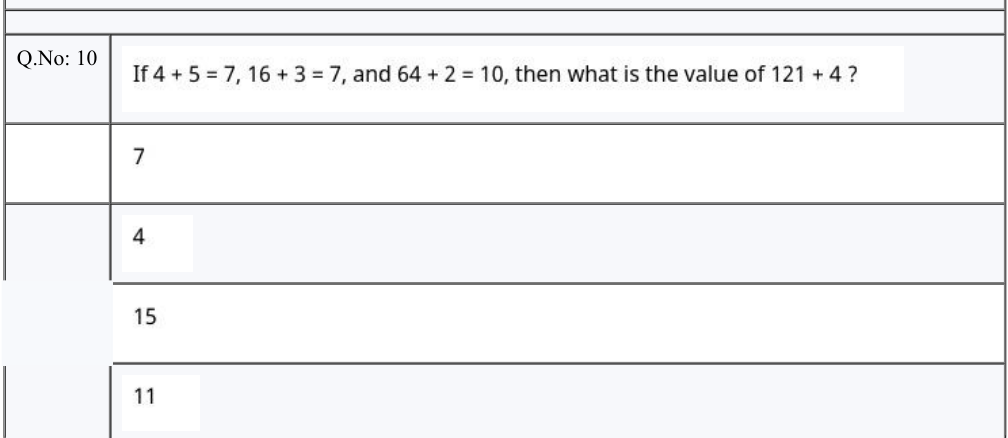 Q.No: 10
If 4 + 5 = 7, 16 + 3 = 7, and 64 + 2 = 10, then what is the value of 121 + 4 ?
7
4
15
11